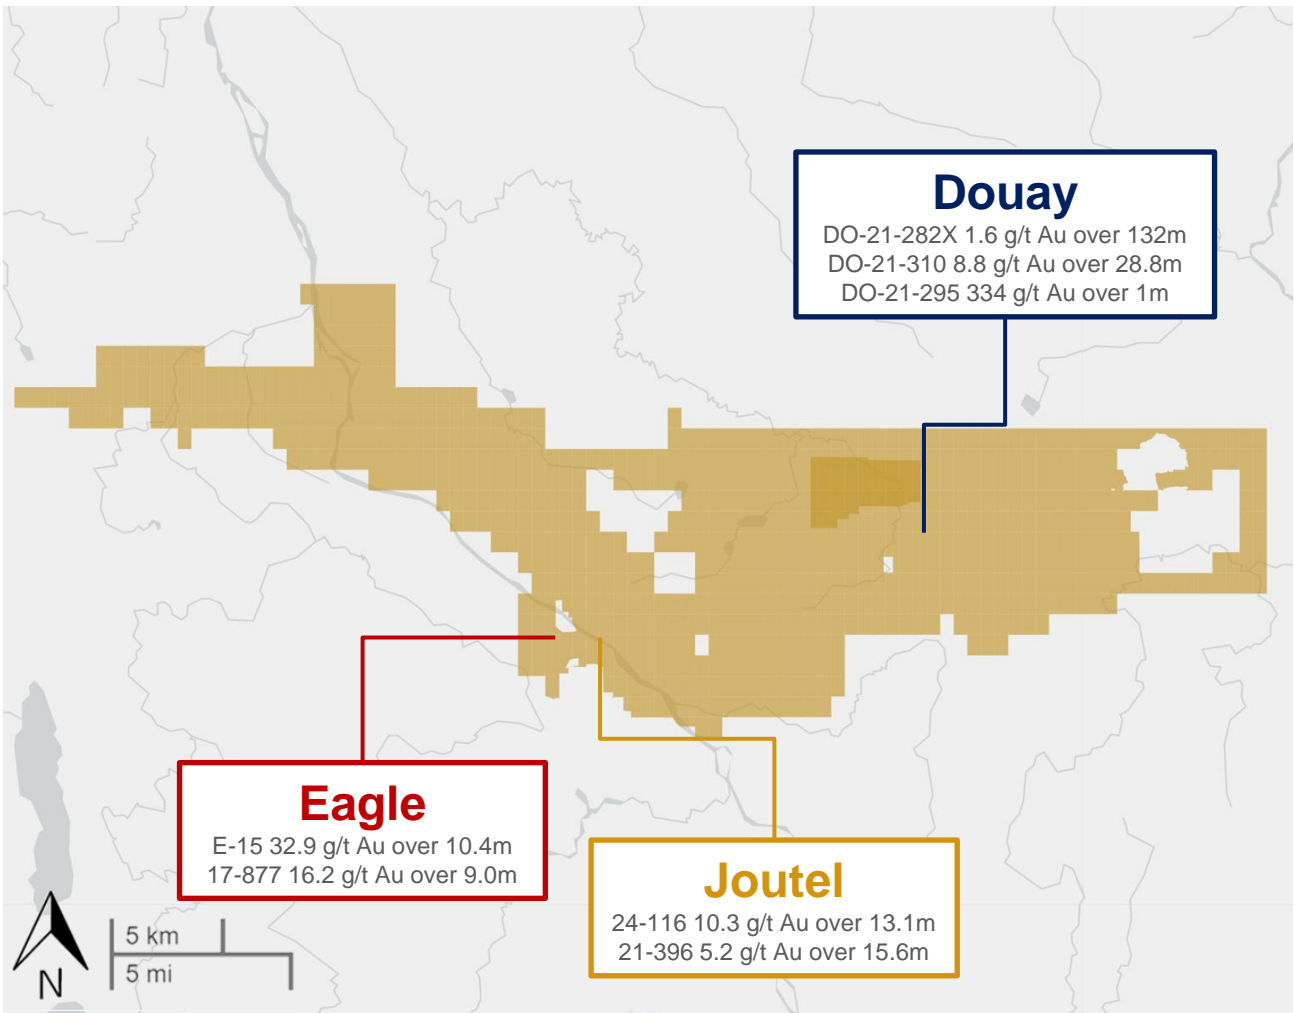 Douay
DO-21-282X 1.6 g/t Au over 132m
DO-21-310 8.8 g/t Au over 28.8m
DO-21-295 334 g/t Au over 1m
Eagle
E-15 32.9 g/t Au over 10.4m
17-877 16.2 g/t Au over 9.0m
Joutel
24-116 10.3 g/t Au over 13.1m
21-396 5.2 g/t Au over 15.6m
N
5 km
5 mi